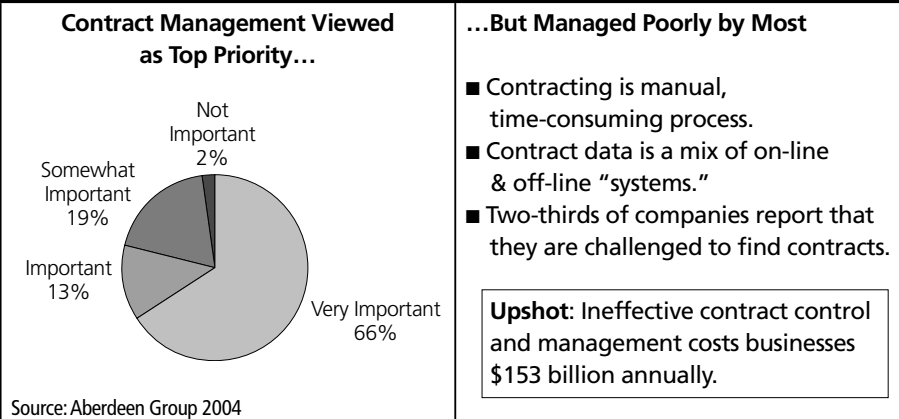 Contract Management Viewed
as Top Priority…
Not
Important
2%
Somewhat
Important
19%
Important
13%
Very Important
66%
Source: Aberdeen Group 2004
…But Managed Poorly by Most
■ Contracting is manual,
time-consuming process.
■ Contract data is a mix of on-line
& off-line “systems.”
■ Two-thirds of companies report that
they are challenged to find contracts.
Upshot: Ineffective contract control
and management costs businesses
$153 billion annually.